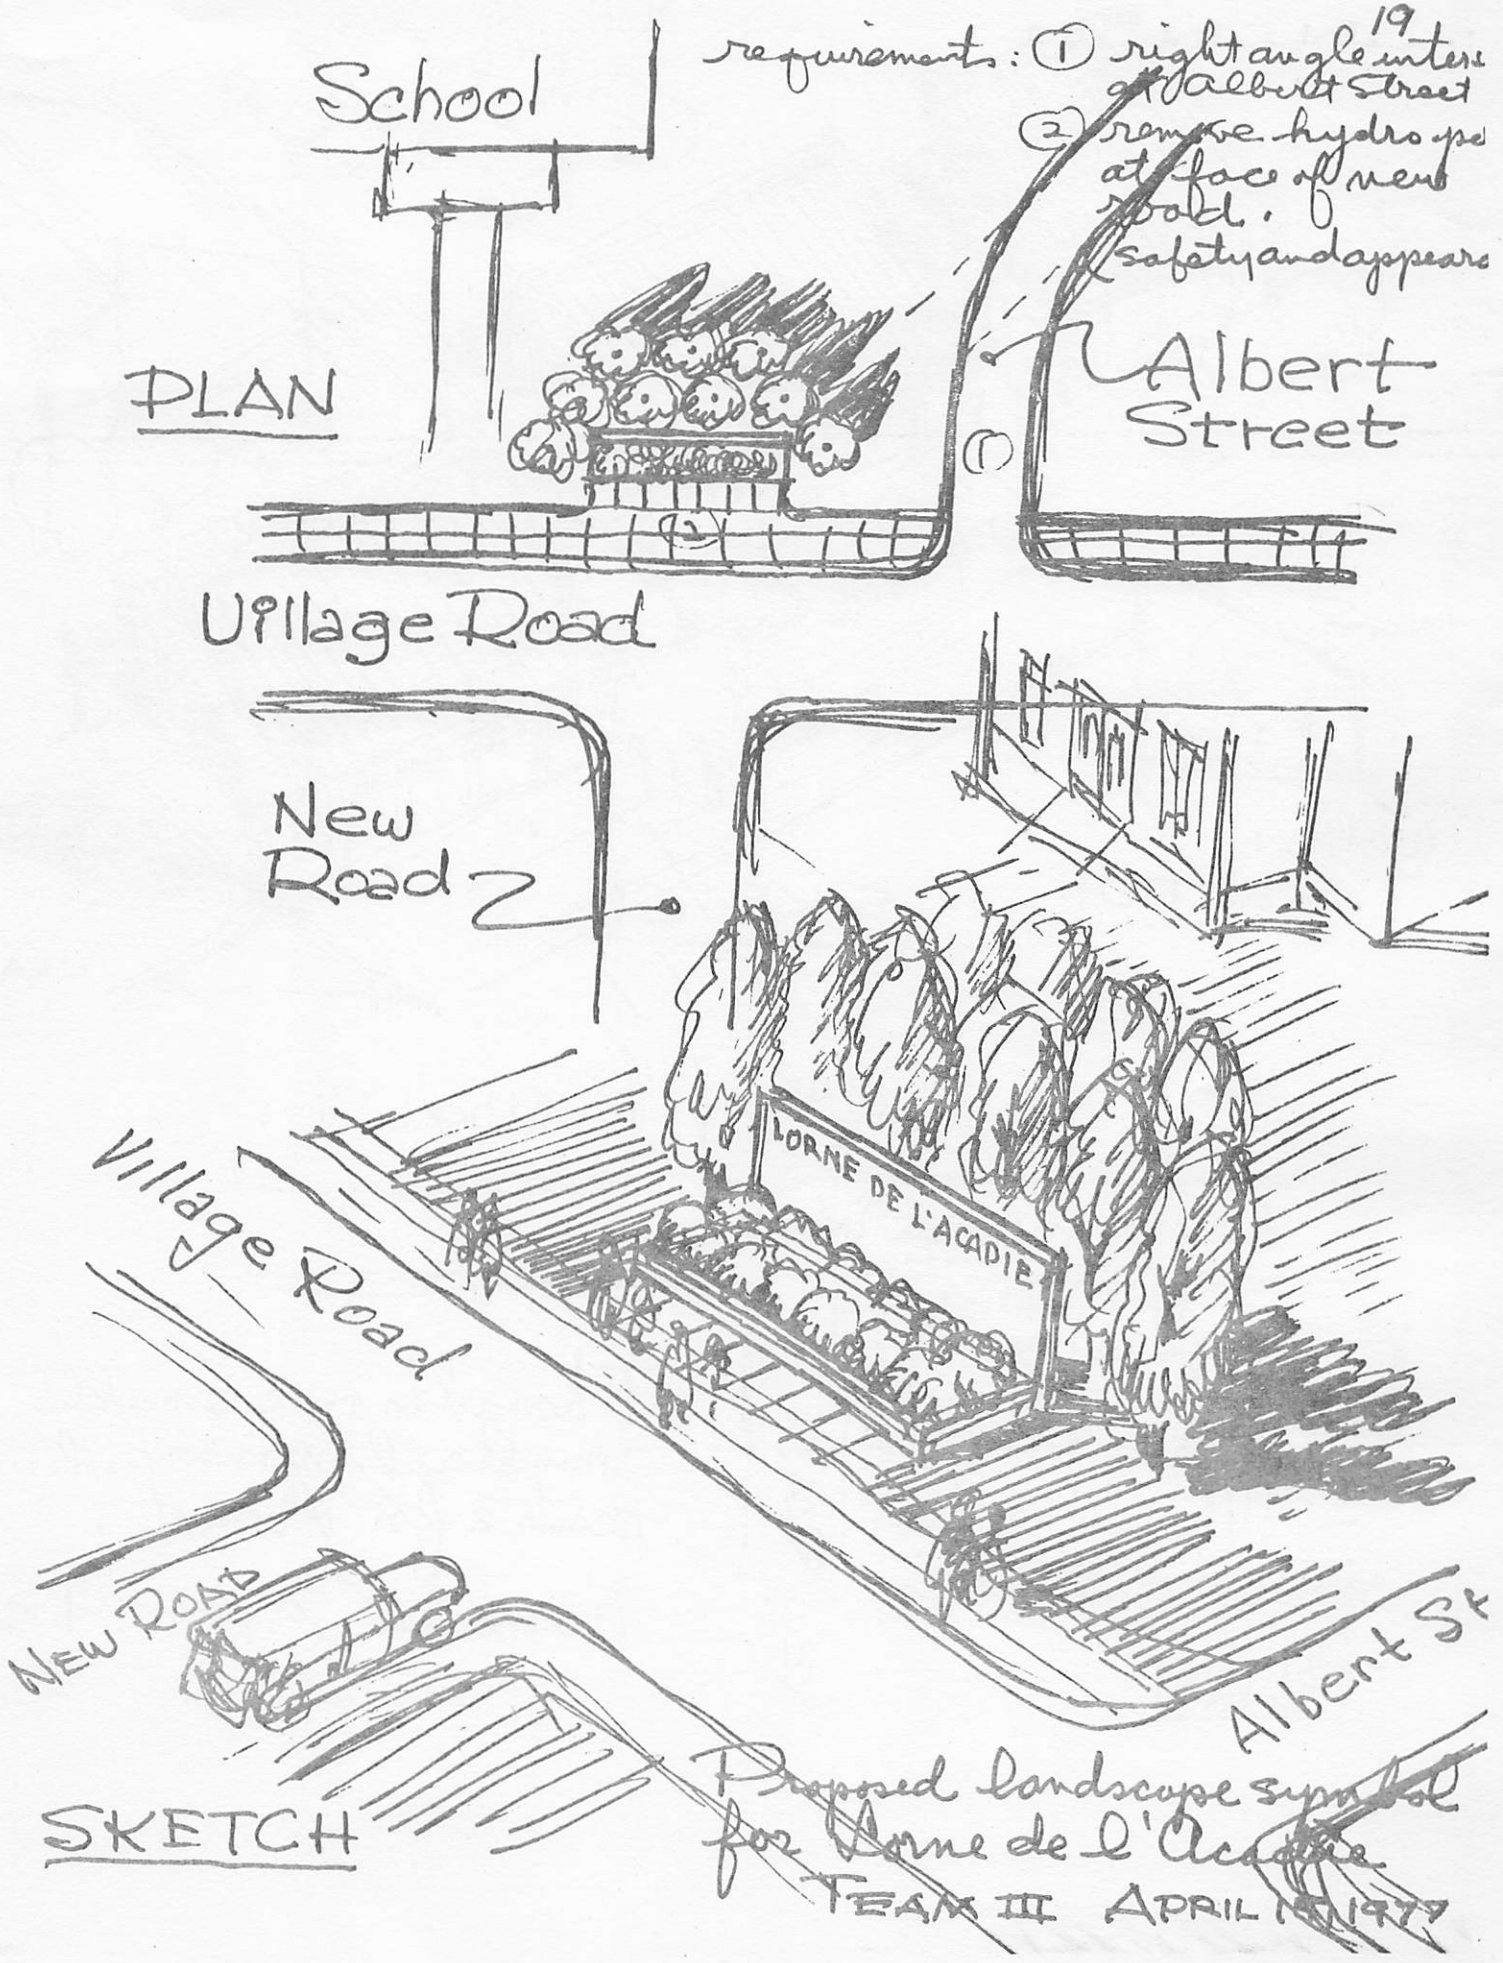 19
requirements: ① right angle inters
at Albert Street
② remove hydro po
at face of new
road.
safety and appeara
School
PLAN
Albert
Street
1
2
Village Road
New
Road
LORNE DE L'ACADIE
Village Road
NEW ROAD
Albert St
SKETCH
Proposed landscape symbol
for Lorne de l'Acadie
TEAM III APRIL 1977